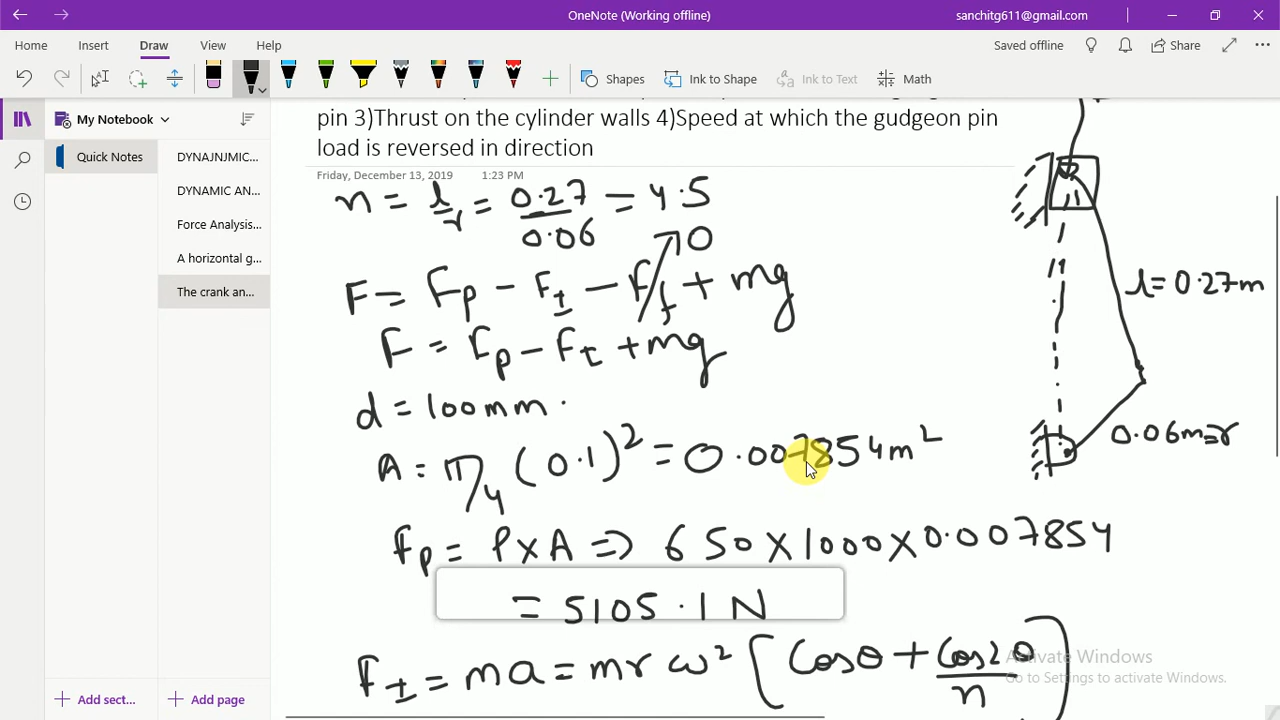 OneNote (Working offline)
sanchitg611@gmail.com
Home Insert Draw View Help
Saved offline
Share
Shapes
Ink to Shape
Ink to Text
Math
My Notebook
Quick Notes
DYNAJNJMIC...
DYNAMIC AN...
Force Analysis...
A horizontal g...
The crank an...
Add sect...
Add page
pin 3)Thrust on the cylinder walls 4)Speed at which the gudgeon pin
load is reversed in direction
Friday, December 13, 2019 1:23 PM
n = l/r = 0.27/0.06 = 4.5
F = Fp - FI - Ff + mg
0
F = Fp - FI + mg
d = 100mm.
A = π/4 (0.1)² = 0.007854m²
Fp = P×A => 650×1000×0.007854
= 5105.1 N
FI = ma = mrω² [Cosθ + Cos2θ/n]
l = 0.27m
0.06m=r
Activate Windows
Go to Settings to activate Windows.